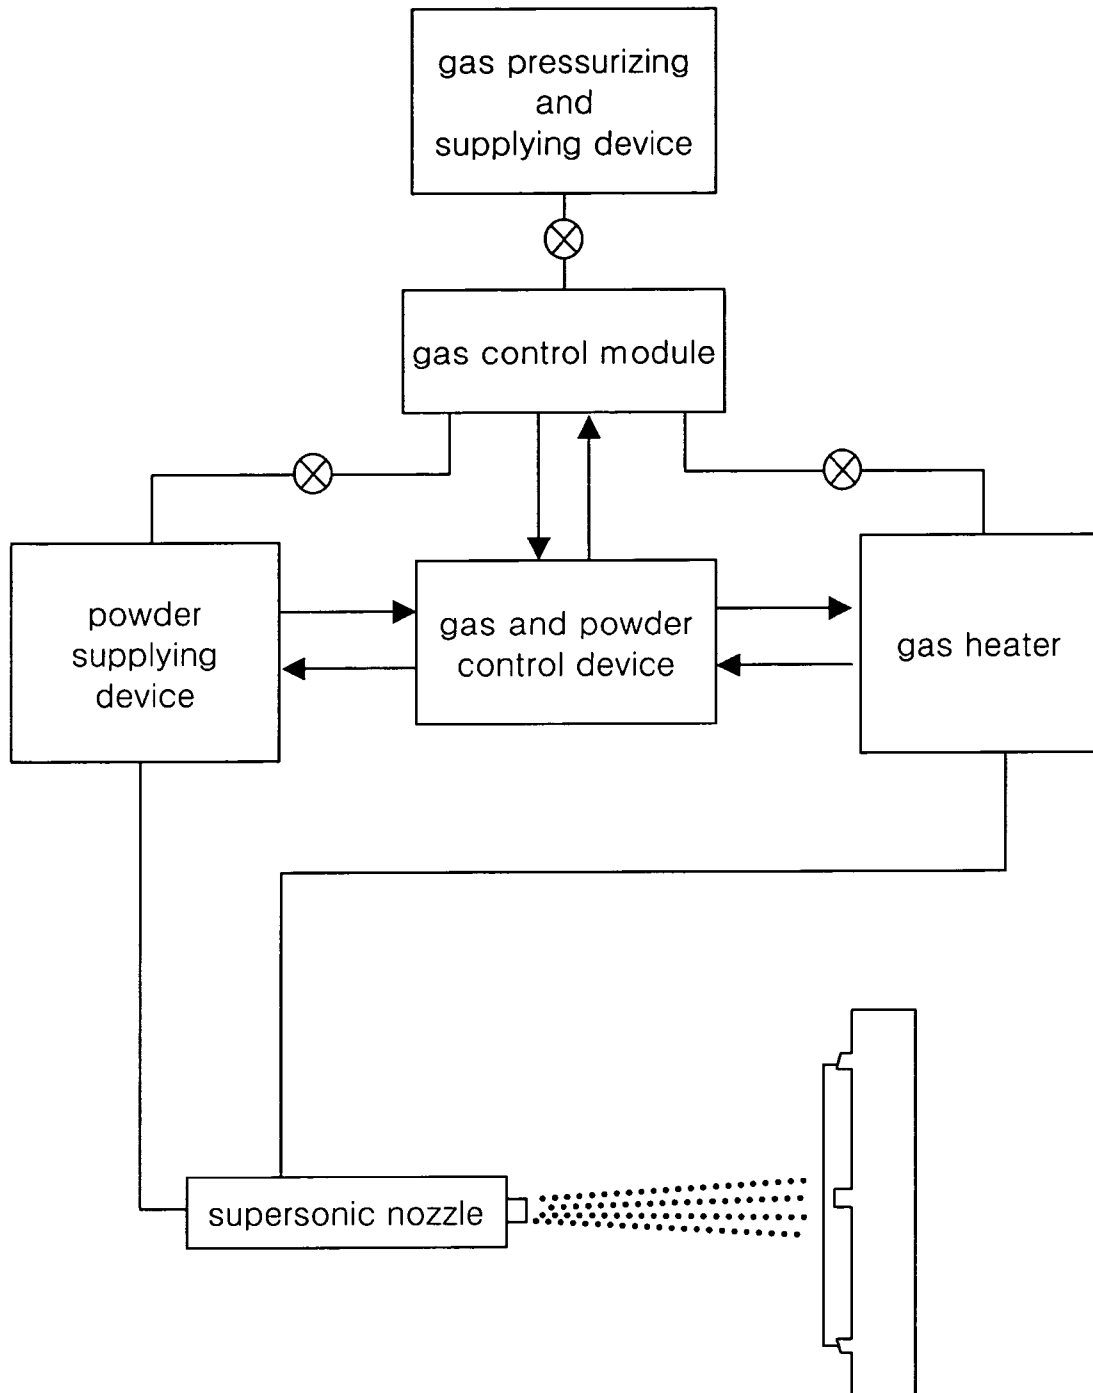 gas pressurizing
and
supplying device
gas control module
powder
supplying
device
gas and powder
control device
gas heater
supersonic nozzle